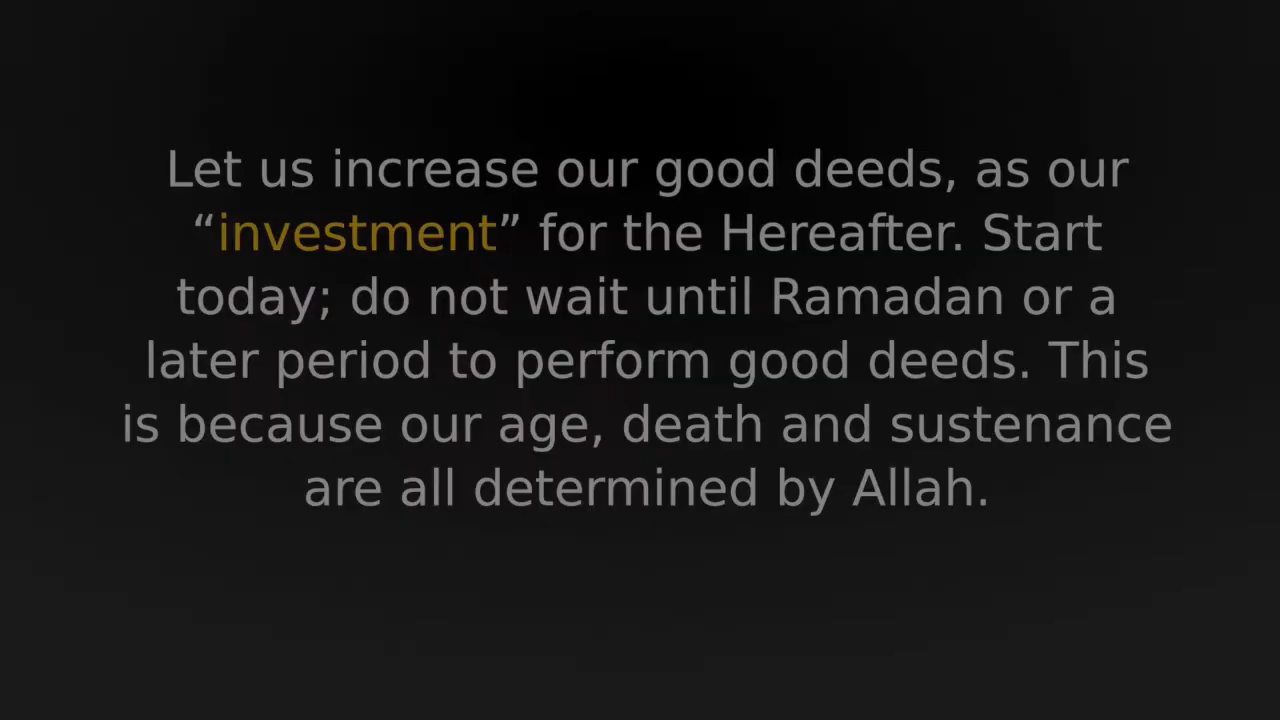 Let us increase our good deeds, as our
“investment” for the Hereafter. Start
today; do not wait until Ramadan or a
later period to perform good deeds. This
is because our age, death and sustenance
are all determined by Allah.